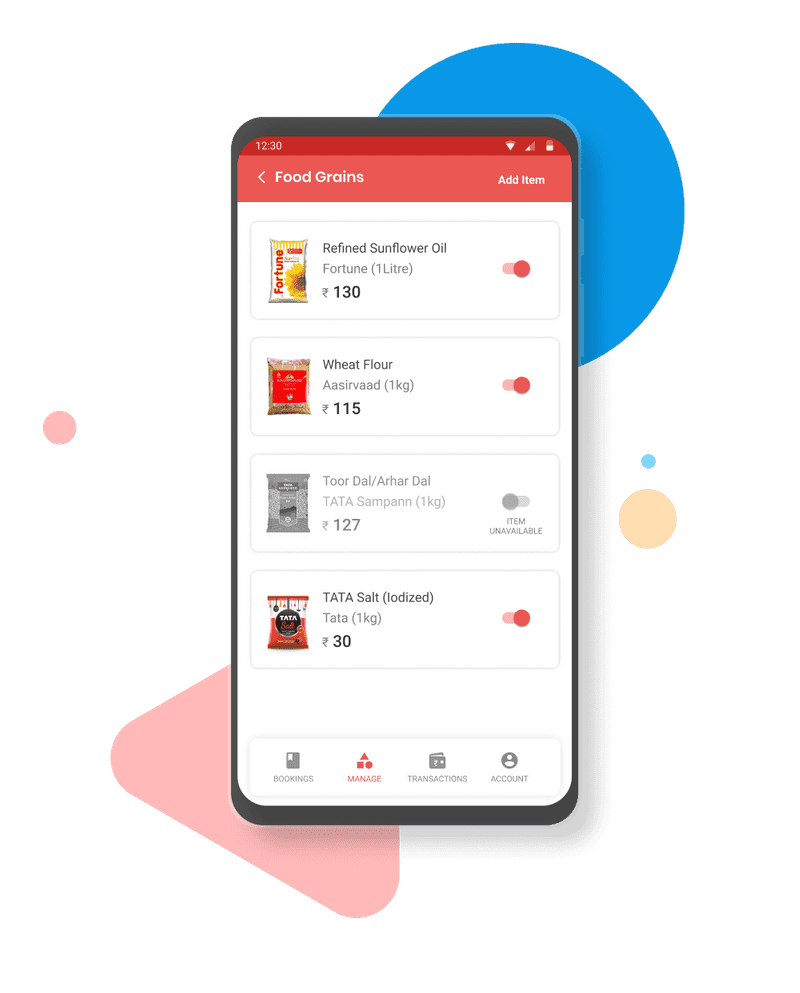 12:30
Food Grains
Add Item
Fortune
Refined Sunflower Oil
Fortune (1Litre)
₹ 130
Wheat Flour
Aasirvaad (1kg)
₹ 115
TATA
SAMPANN
Toor Dal/Arhar Dal
TATA Sampann (1kg)
₹ 127
ITEM
UNAVAILABLE
TATA
Salt
TATA Salt (Iodized)
Tata (1kg)
₹ 30
BOOKINGS
MANAGE
TRANSACTIONS
ACCOUNT